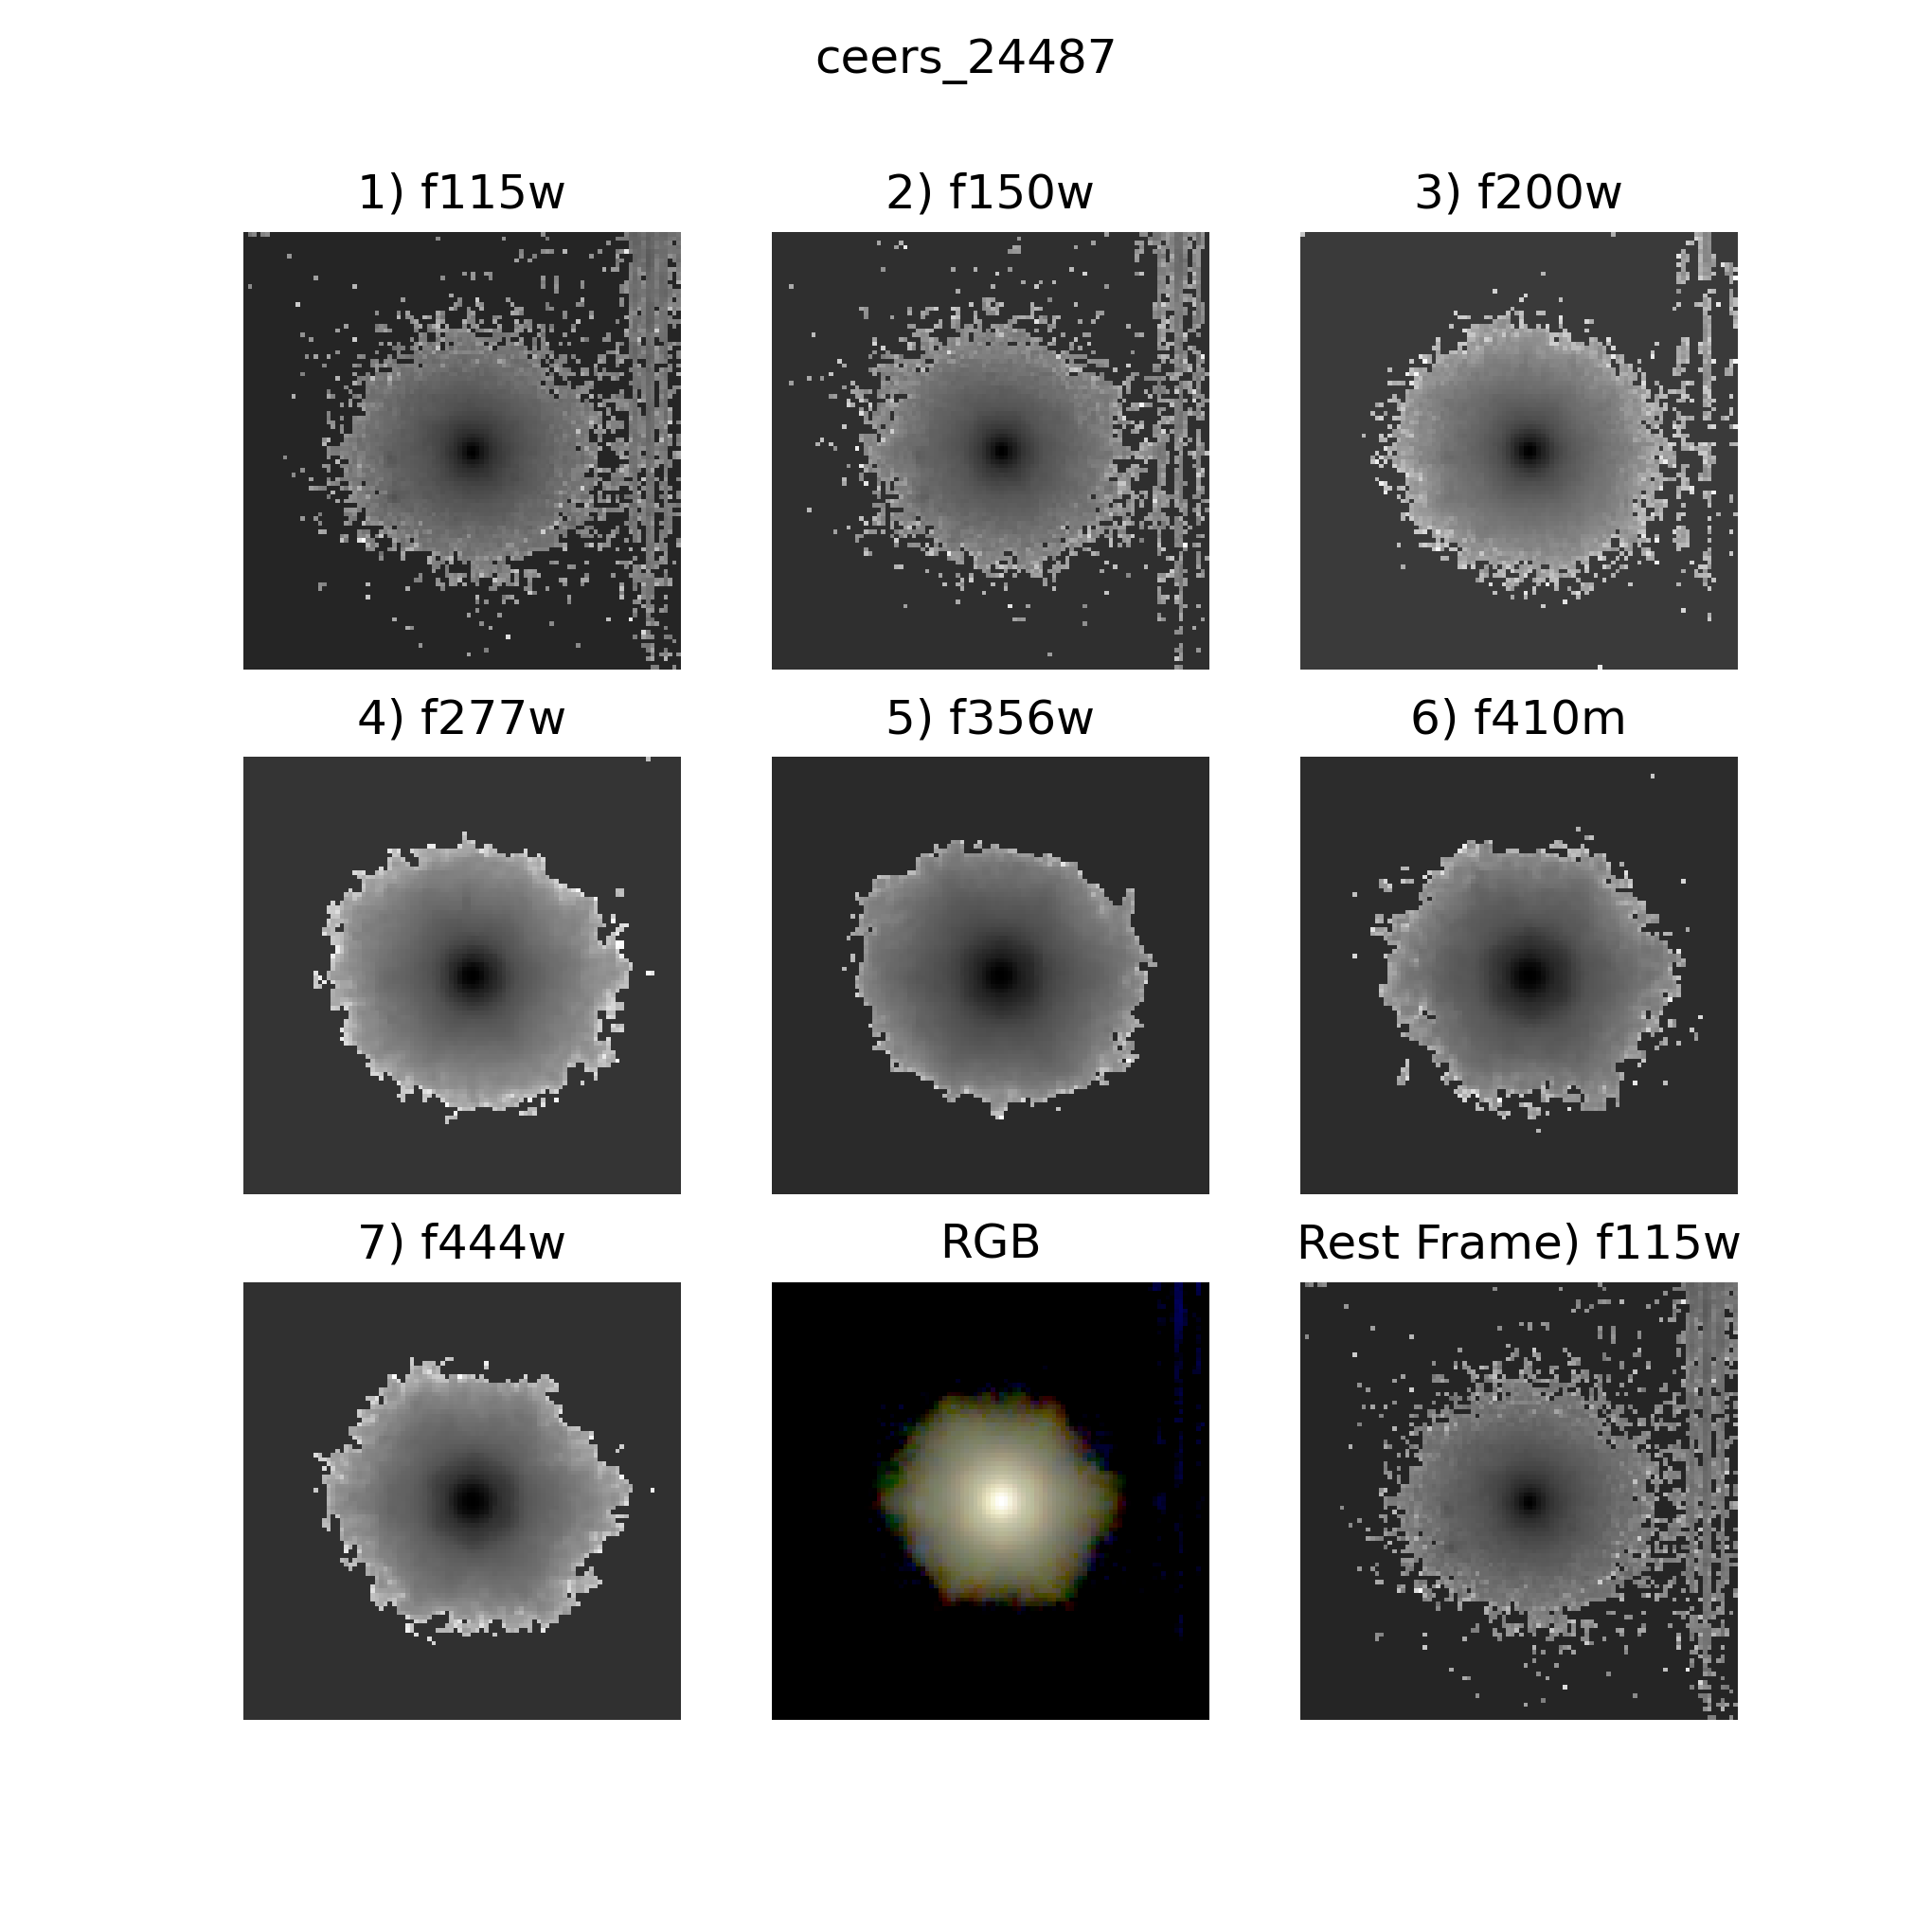 ceers_24487
1) f115w
2) f150w
3) f200w
4) f277w
5) f356w
6) f410m
7) f444w
RGB
Rest Frame) f115w